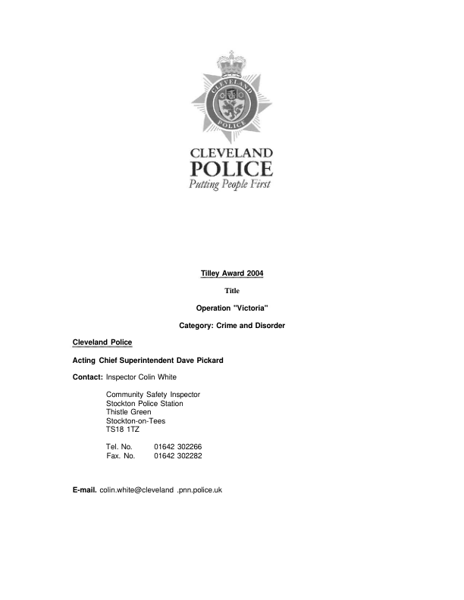 CLEVELAND
POLICE
CLEVELAND
POLICE
Putting People First
Tilley Award 2004
Title
Operation "Victoria"
Category: Crime and Disorder
Cleveland Police
Acting Chief Superintendent Dave Pickard
Contact: Inspector Colin White
Community Safety Inspector
Stockton Police Station
Thistle Green
Stockton-on-Tees
TS18 1TZ
Tel. No. 01642 302266
Fax. No. 01642 302282
E-mail. colin.white@cleveland .pnn.police.uk